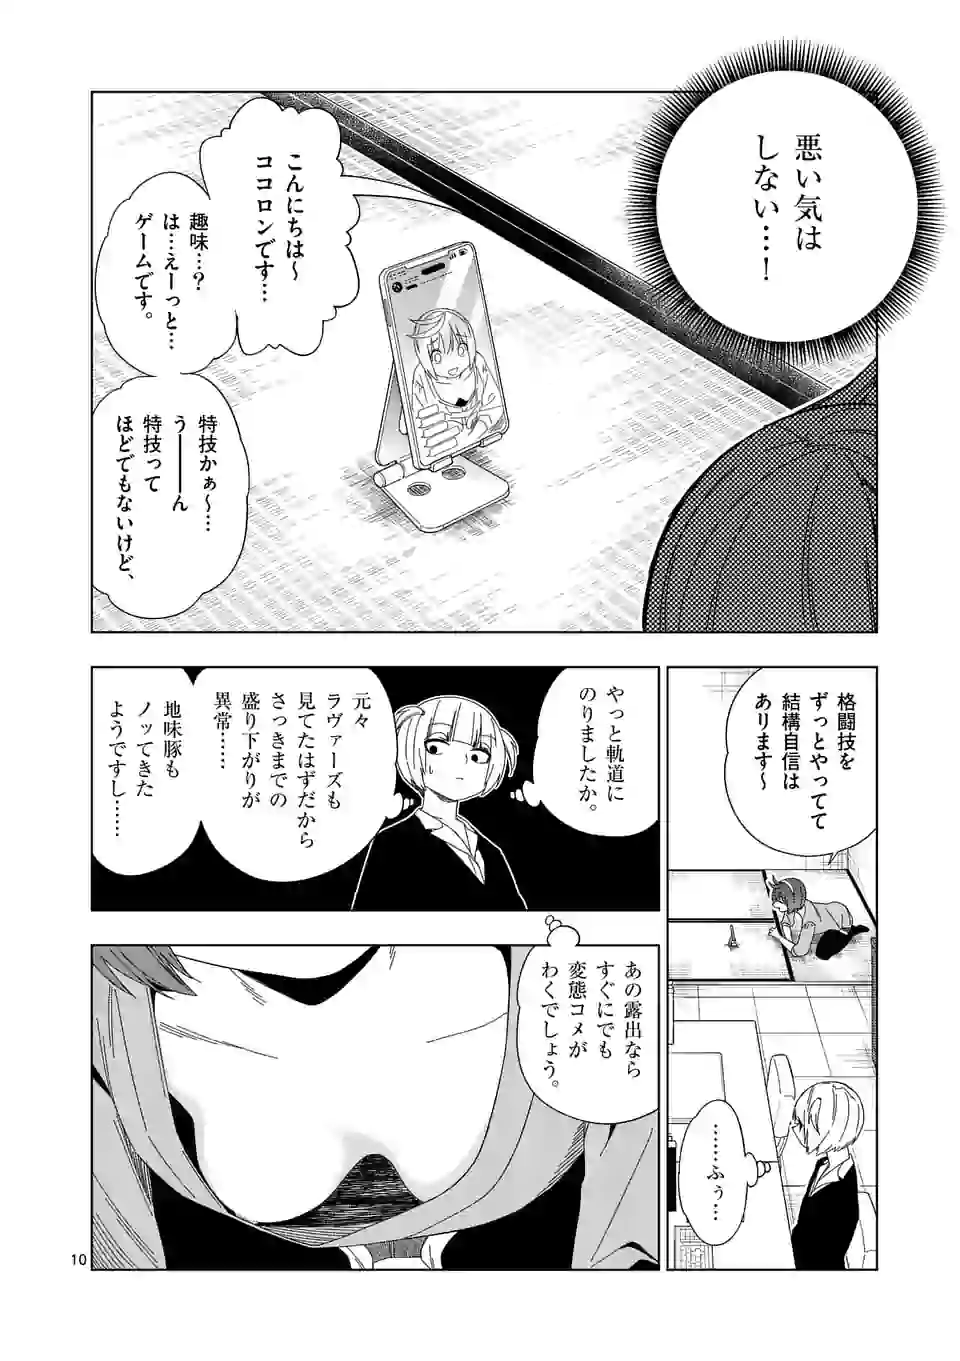 悪い気は
しない…！
こんにちは～
ココロンです…
趣味…？
は…えーっと…
ゲームです。
特技かぁ～…
うーーん
特技って
ほどでもないけど、
格闘技を
ずっとやってて
結構自信は
あります～
……ふぅ…
やっと軌道に
のりましたか。
元々
ラヴァーズも
見てたはずだから
さっきまでの
盛り下がりが
異常……
地味豚も
ノッてきた
ようですし……
あの露出なら
すぐにでも
変態コメが
わくでしょう。
10